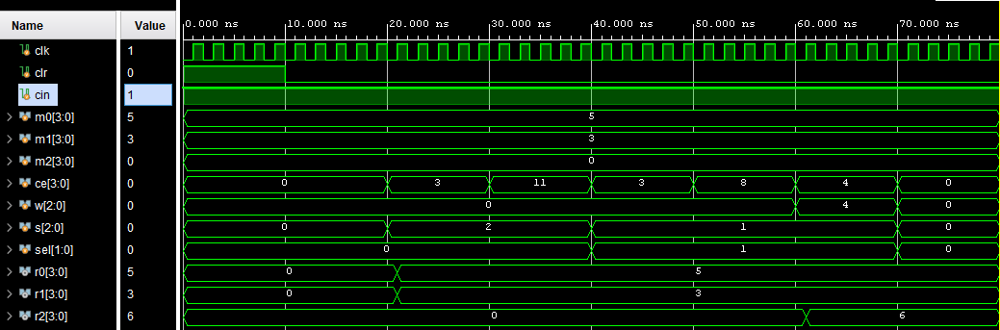 Name Value 0.000 ns 10.000 ns 20.000 ns 30.000 ns 40.000 ns 50.000 ns 60.000 ns 70.000 ns
clk 1
clr 0
cin 1
m0[3:0] 5 5
m1[3:0] 3 3
m2[3:0] 0 0
ce[3:0] 0 0 3 11 3 8 4 0
w[2:0] 0 0 4 0
s[2:0] 0 0 2 1 0
sel[1:0] 0 0 1 0
r0[3:0] 5 0 5
r1[3:0] 3 0 3
r2[3:0] 6 0 6